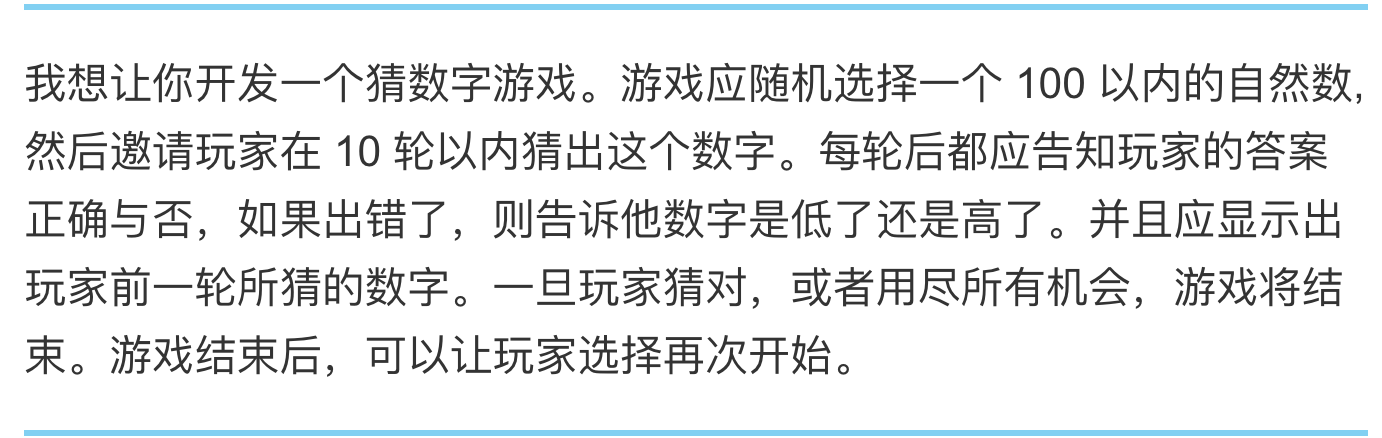 我想让你开发一个猜数字游戏。游戏应随机选择一个 100 以内的自然数,
然后邀请玩家在 10 轮以内猜出这个数字。每轮后都应告知玩家的答案
正确与否，如果出错了，则告诉他数字是低了还是高了。并且应显示出
玩家前一轮所猜的数字。一旦玩家猜对，或者用尽所有机会，游戏将结
束。游戏结束后，可以让玩家选择再次开始。